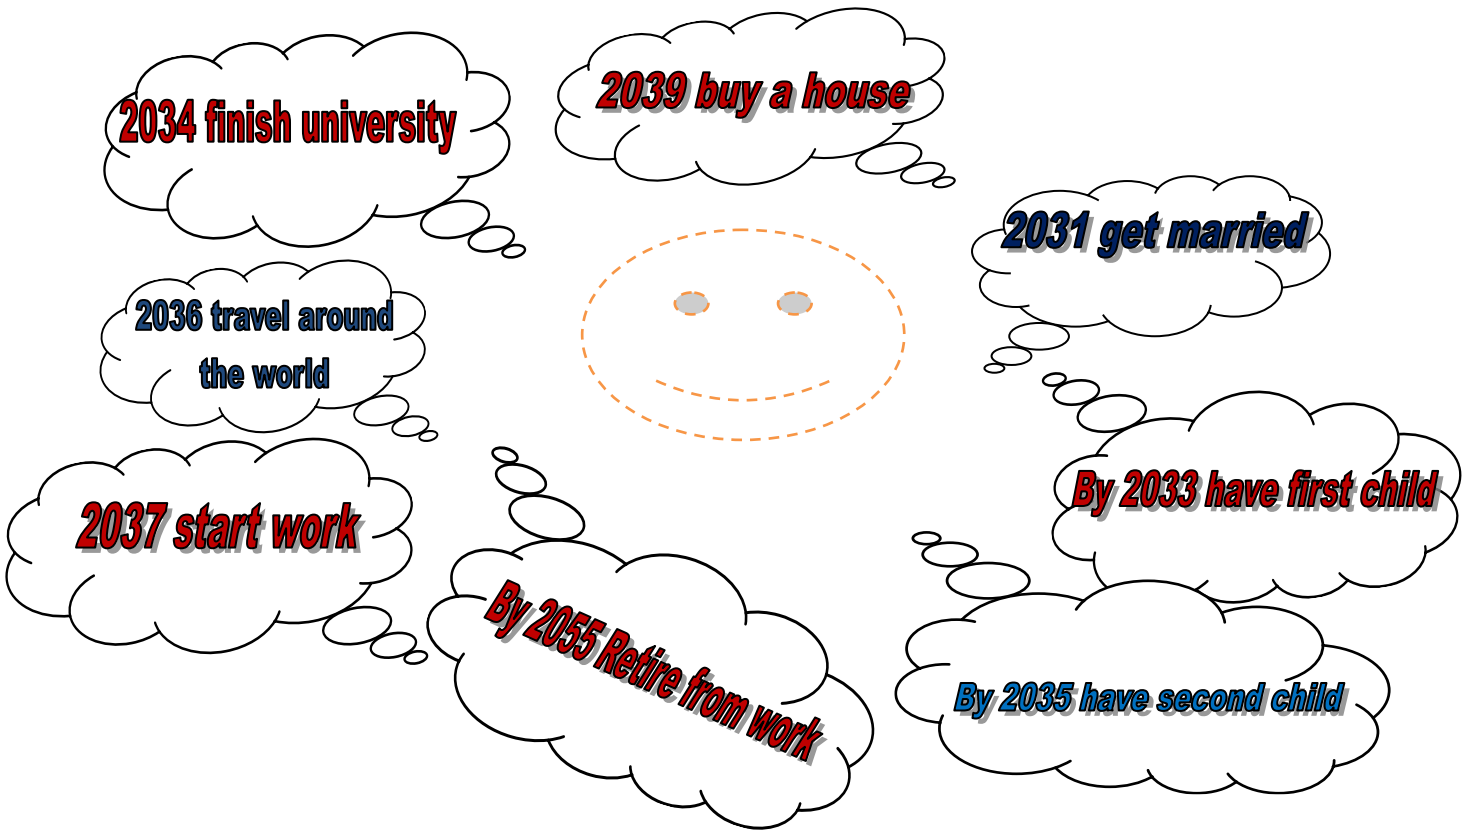 2034 finish university
2039 buy a house
2031 get married
2036 travel around
the world
By 2033 have first child
2037 start work
By 2055 Retire from work
By 2035 have second child